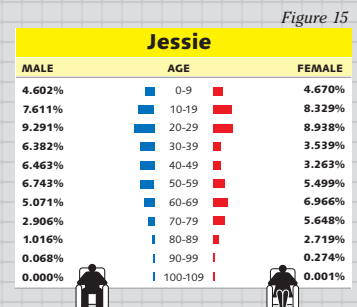 Figure 15
Jessie
MALE AGE FEMALE
4.602% 0-9 4.670%
7.611% 10-19 8.329%
9.291% 20-29 8.938%
6.382% 30-39 3.539%
6.463% 40-49 3.263%
6.743% 50-59 5.499%
5.071% 60-69 6.966%
2.906% 70-79 5.648%
1.016% 80-89 2.719%
0.068% 90-99 0.274%
0.000% 100-109 0.001%